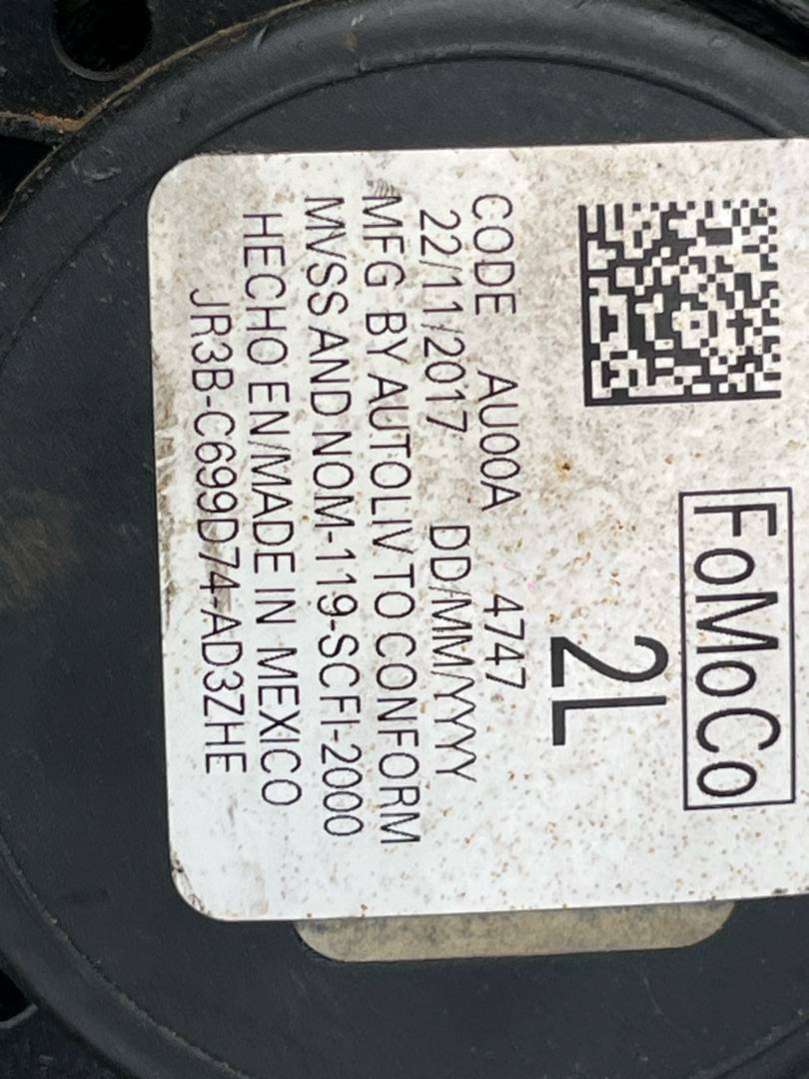 FoMoCo
2L
CODE AU00A 4747
22/11/2017 DD/MM/YYYY
MFG BY AUTOLIV TO CONFORM
MVSS AND NOM-119-SCFI-2000
HECHO EN/MADE IN MEXICO
JR3B-C699D74-AD3ZHE